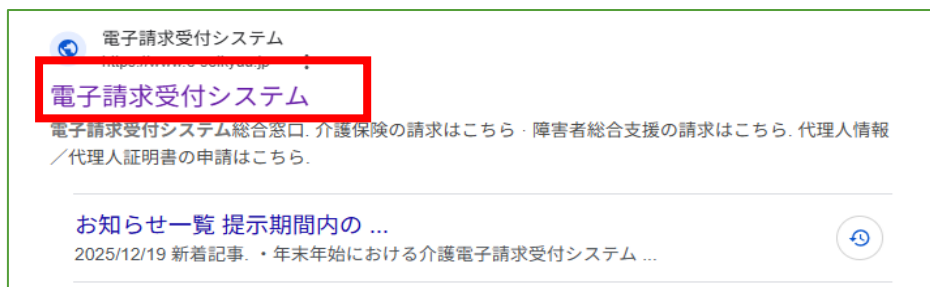 電子請求受付システム
電子請求受付システム
電子請求受付システム総合窓口. 介護保険の請求はこちら · 障害者総合支援の請求はこちら. 代理人情報
／代理人証明書の申請はこちら.
お知らせ一覧 提示期間内の ...
2025/12/19 新着記事. ・年末年始における介護電子請求受付システム ...